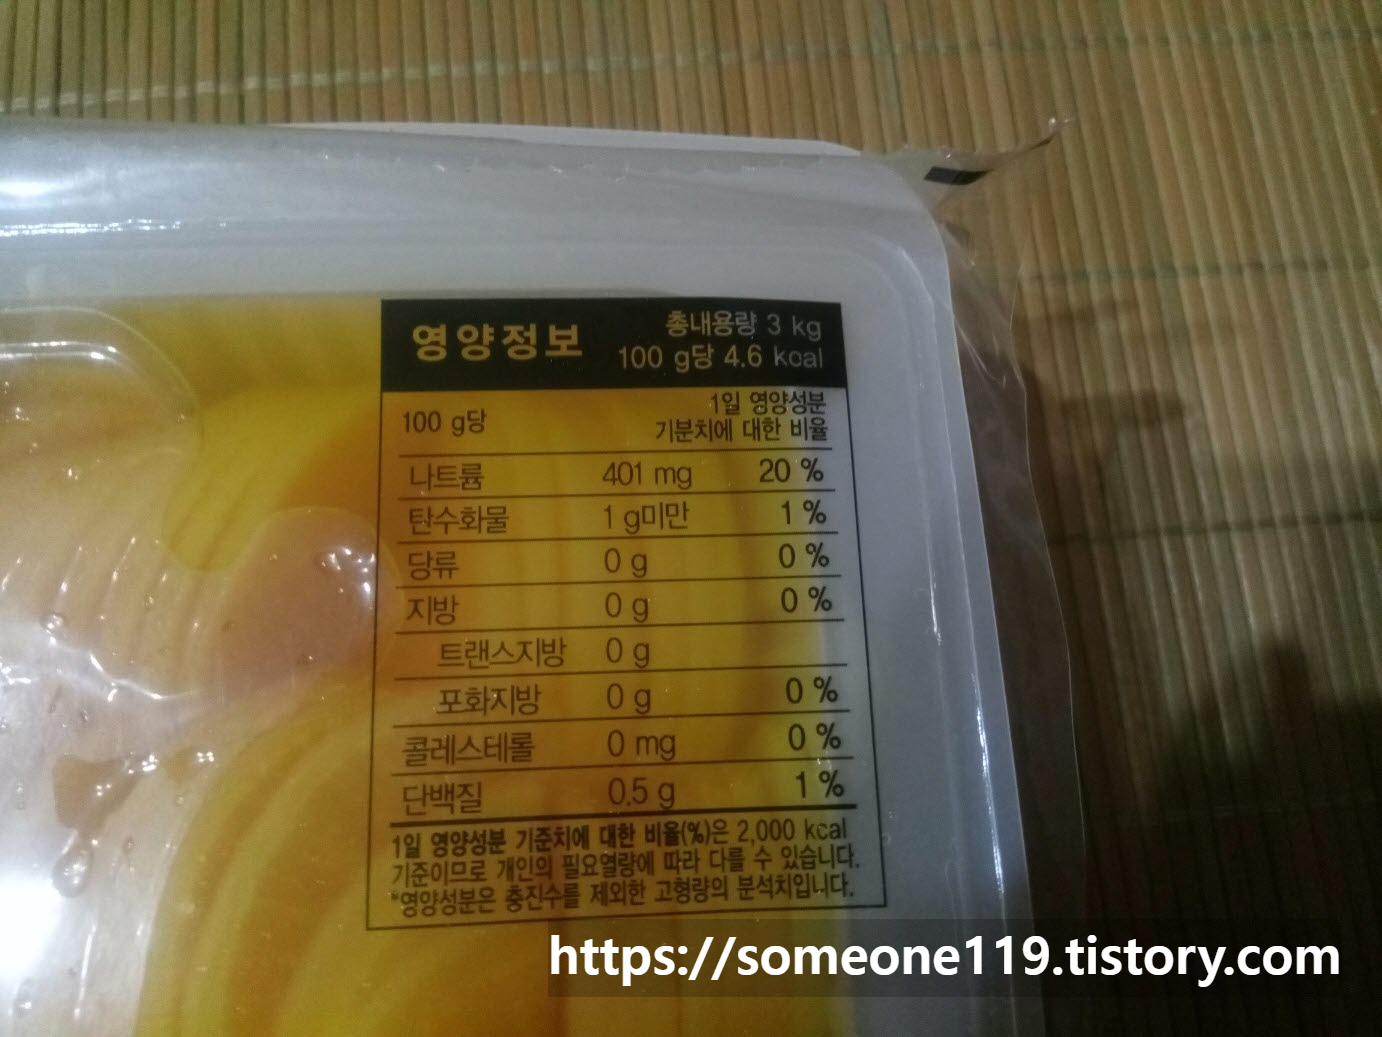 영양정보
총내용량 3 kg
100 g당 4.6 kcal
100 g당
1일 영양성분
기분치에 대한 비율
나트륨 401 mg 20 %
탄수화물 1 g미만 1 %
당류 0 g 0 %
지방 0 g 0 %
트랜스지방 0 g
포화지방 0 g 0 %
콜레스테롤 0 mg 0 %
단백질 0.5 g 1 %
1일 영양성분 기준치에 대한 비율(%)은 2,000 kcal
기준이므로 개인의 필요열량에 따라 다를 수 있습니다.
*영양성분은 충진수를 제외한 고형량의 분석치입니다.
https://someone119.tistory.com